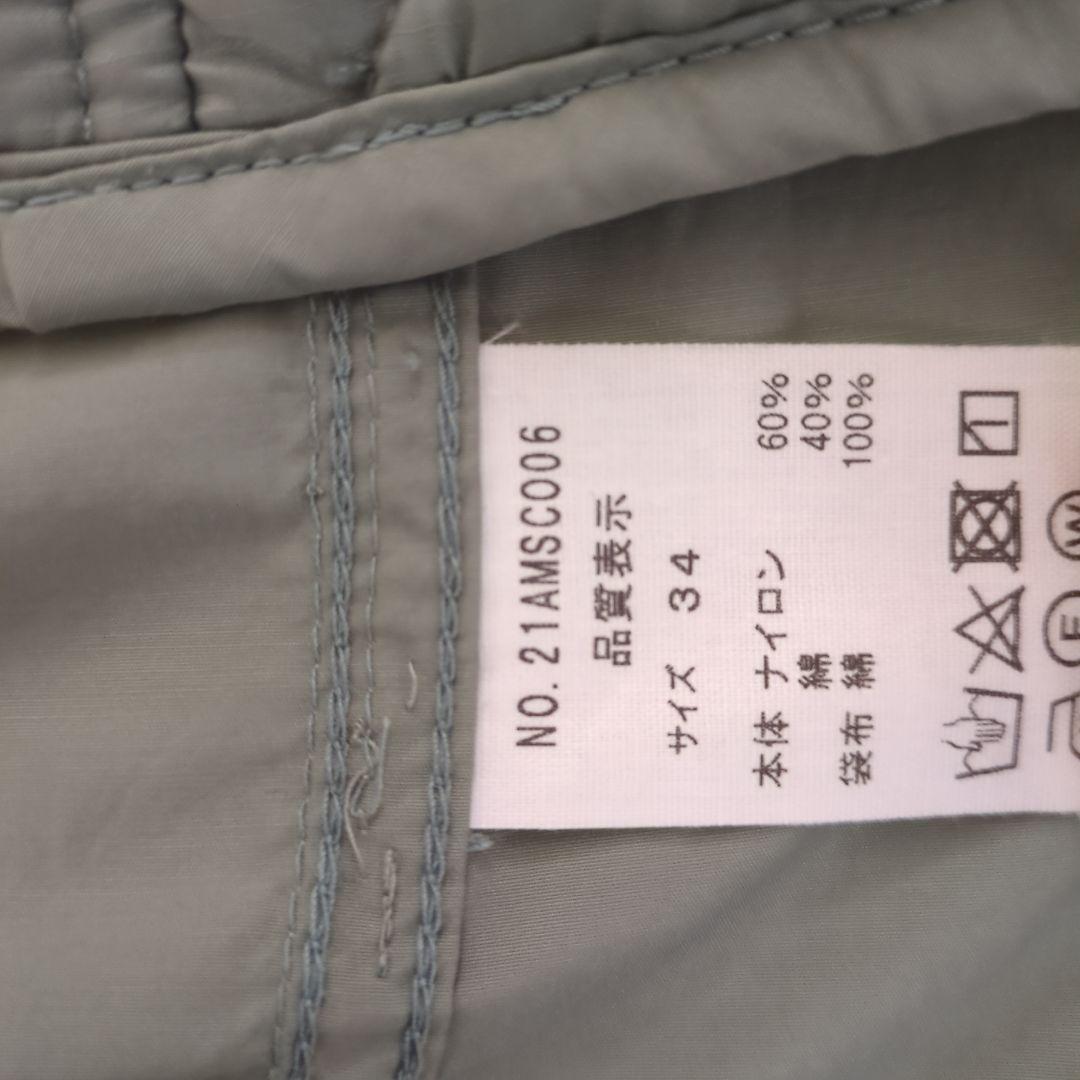 NO. 21AMSC006
品質表示
サイズ 34
本体 ナイロン 60%
綿 40%
袋布 綿 100%
F W